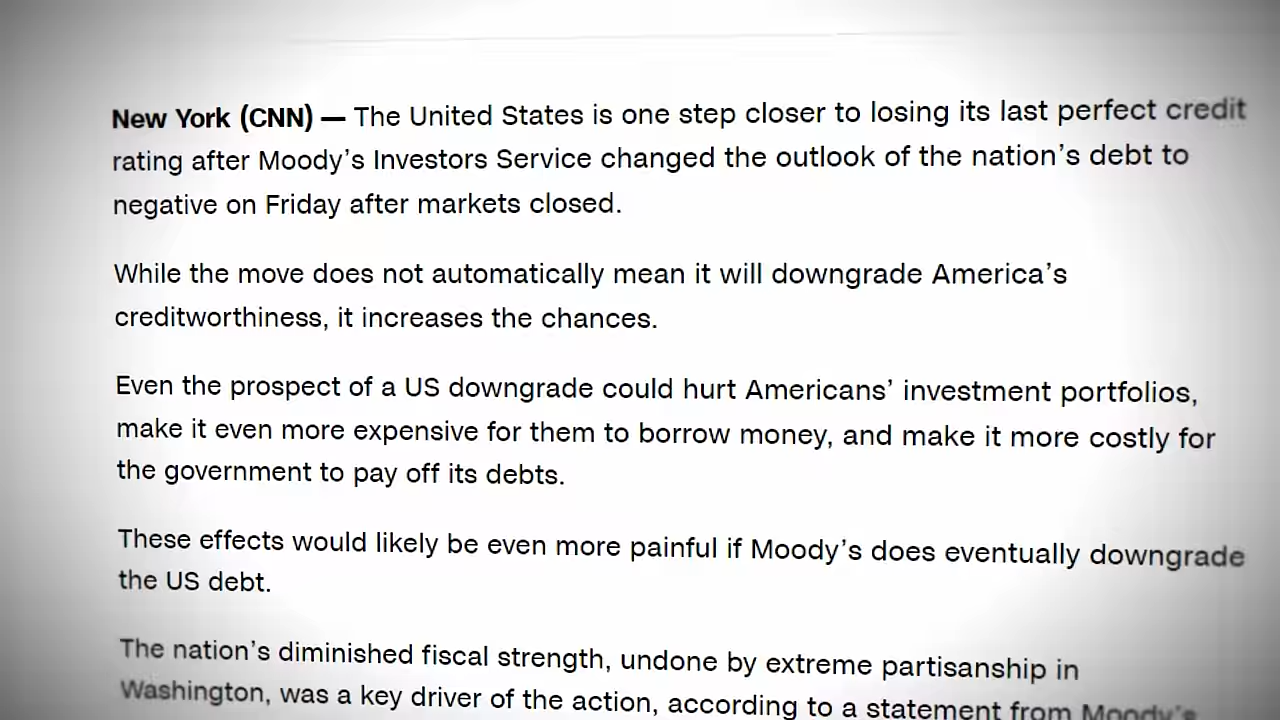 New York (CNN) — The United States is one step closer to losing its last perfect credit
rating after Moody’s Investors Service changed the outlook of the nation’s debt to
negative on Friday after markets closed.
While the move does not automatically mean it will downgrade America’s
creditworthiness, it increases the chances.
Even the prospect of a US downgrade could hurt Americans’ investment portfolios,
make it even more expensive for them to borrow money, and make it more costly for
the government to pay off its debts.
These effects would likely be even more painful if Moody’s does eventually downgrade
the US debt.
The nation’s diminished fiscal strength, undone by extreme partisanship in
Washington, was a key driver of the action, according to a statement from Moody’s